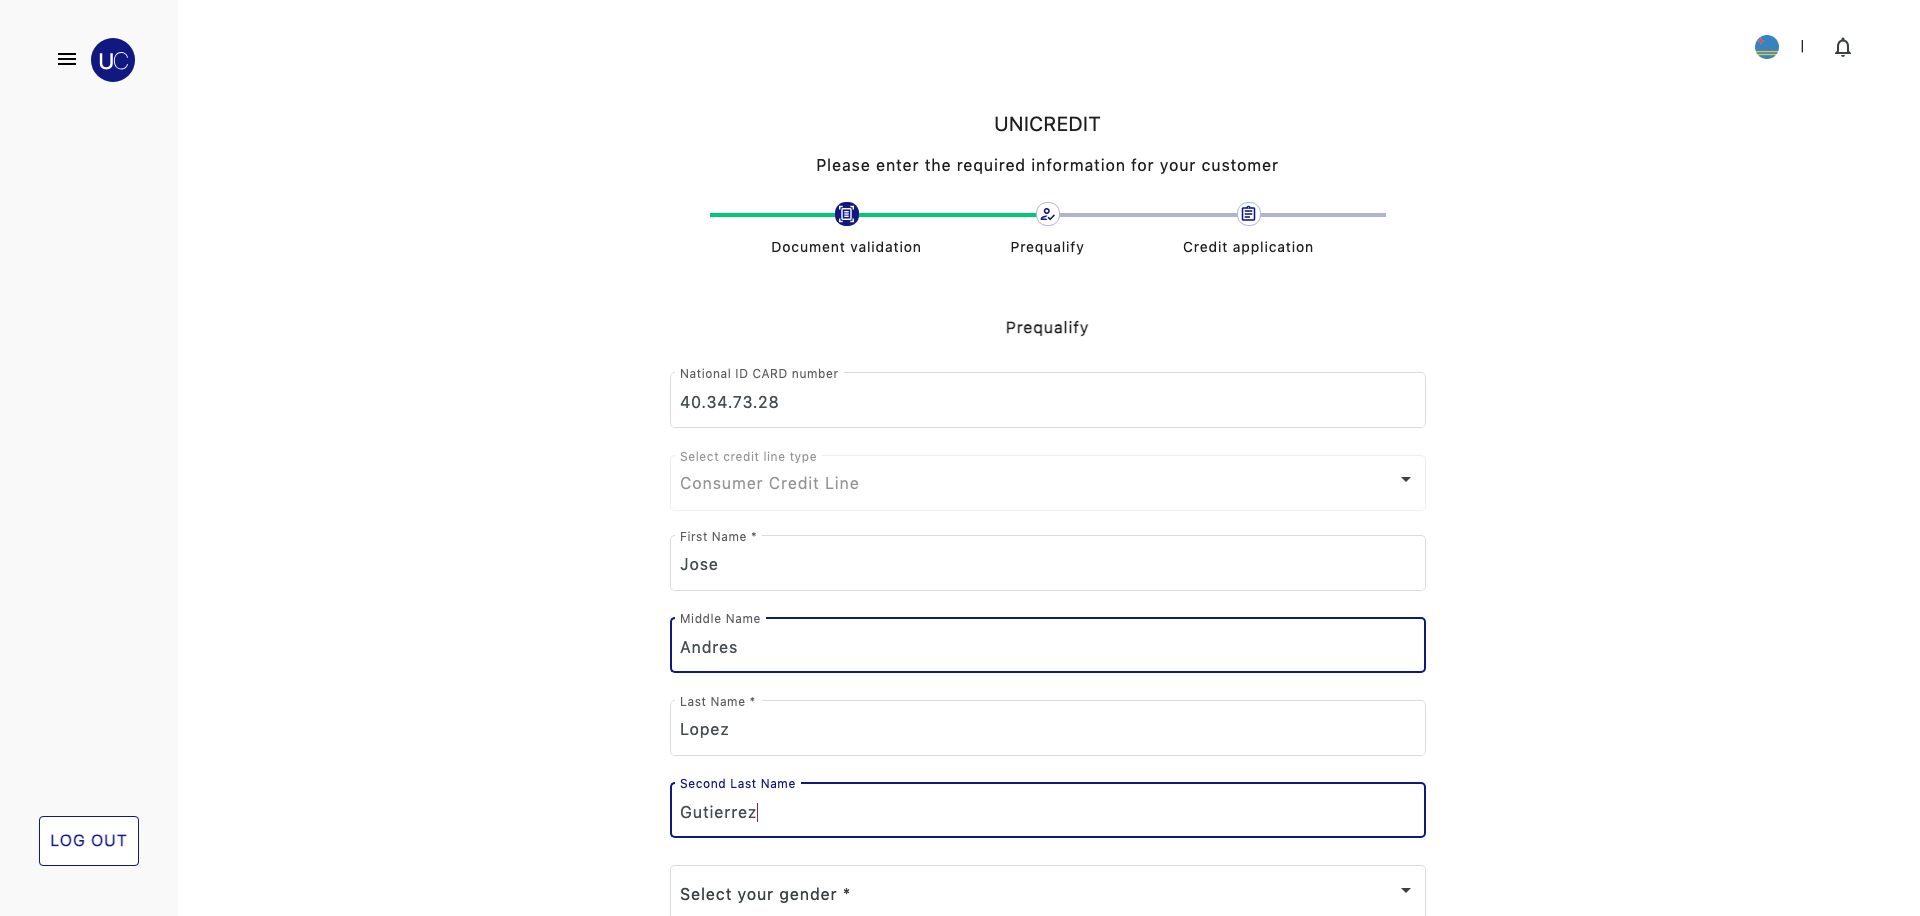 UC
UNICREDIT
Please enter the required information for your customer
Document validation
Prequalify
Credit application
Prequalify
National ID CARD number
40.34.73.28
Select credit line type
Consumer Credit Line
First Name *
Jose
Middle Name
Andres
Last Name *
Lopez
Second Last Name
Gutierrez
LOG OUT
Select your gender *